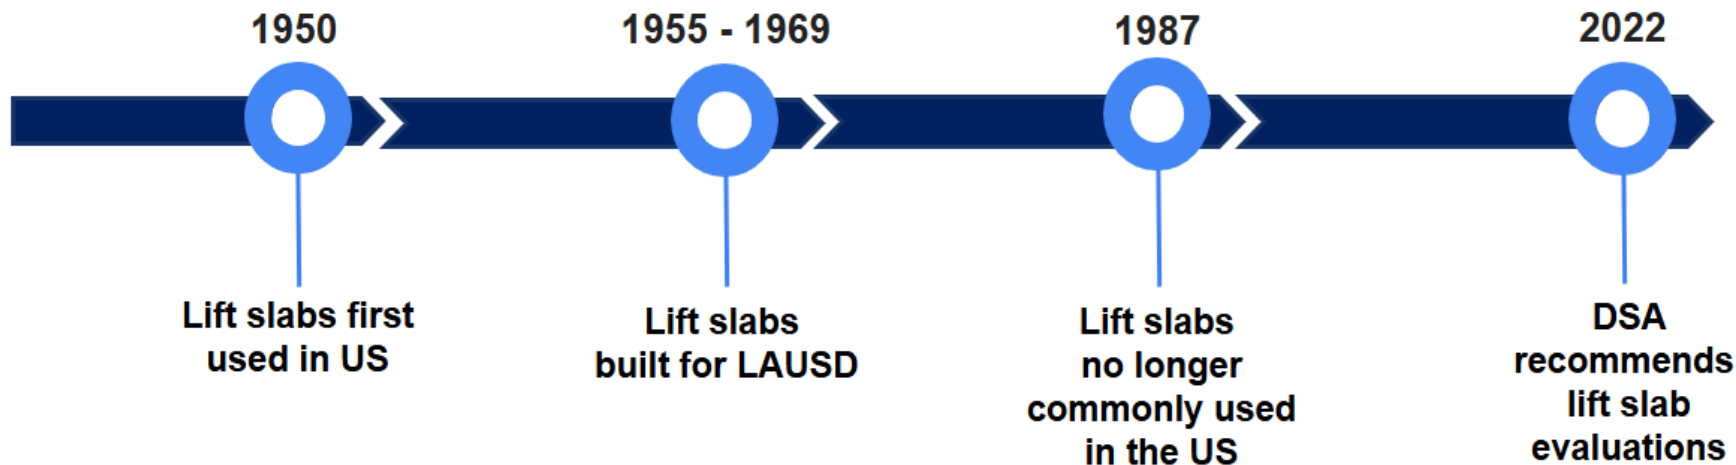 1950
Lift slabs first
used in US
1955 - 1969
Lift slabs
built for LAUSD
1987
Lift slabs
no longer
commonly used
in the US
2022
DSA
recommends
lift slab
evaluations